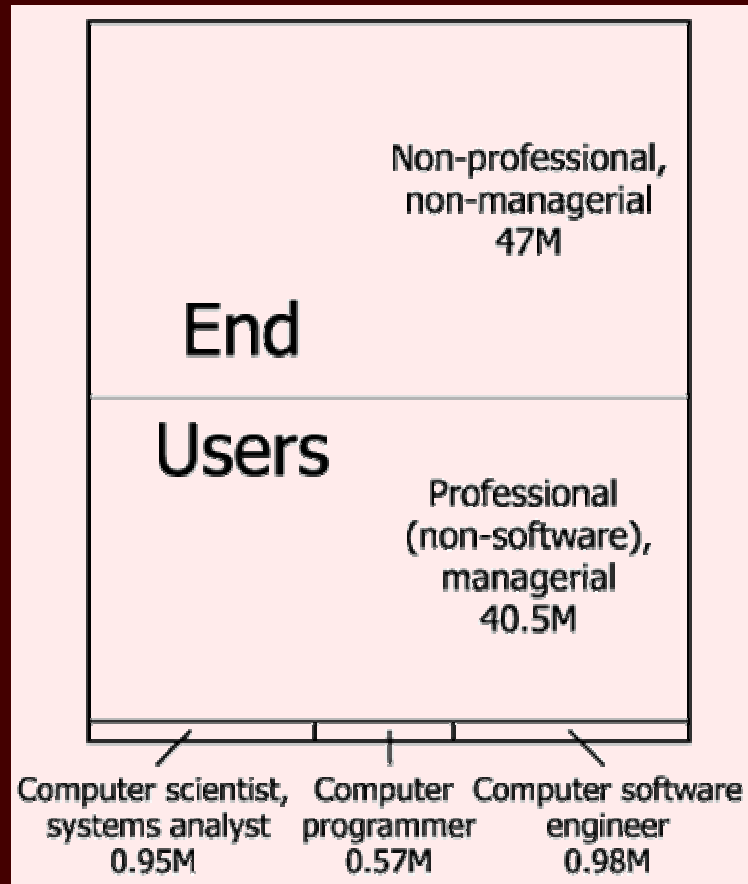 Non-professional,
non-managerial
47M
End
Users
Professional
(non-software),
managerial
40.5M
Computer scientist,
systems analyst
0.95M
Computer
programmer
0.57M
Computer software
engineer
0.98M